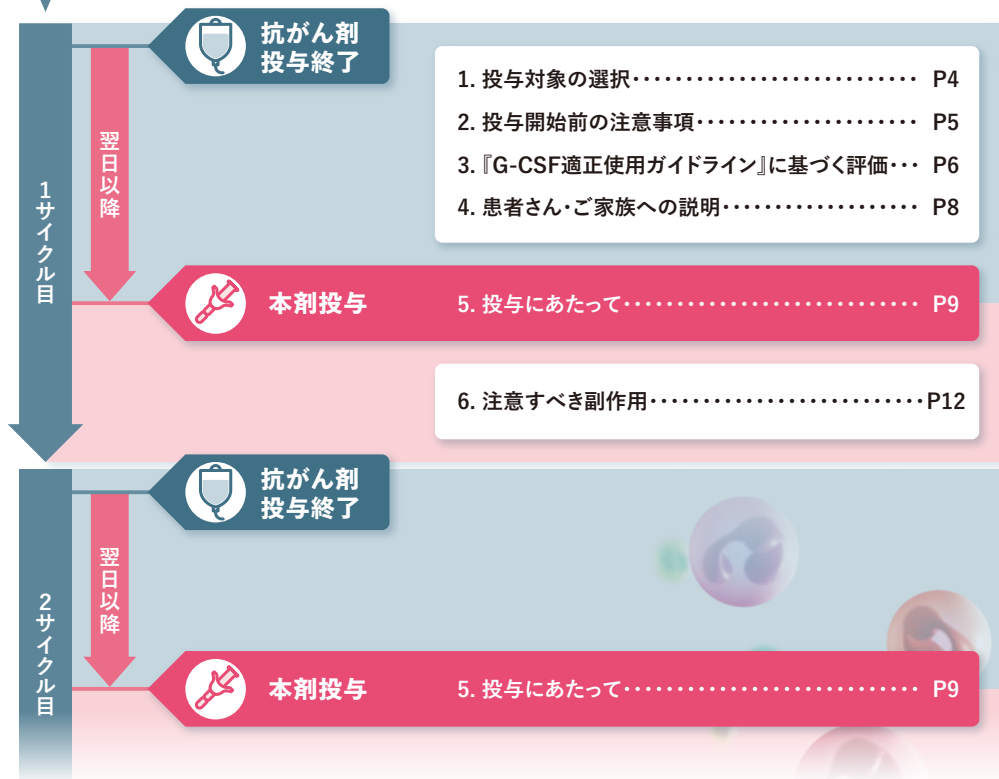 抗がん剤
投与終了
1. 投与対象の選択・・・・・・・・・・・・・・・・・・・・・・・・・・・ P4
2. 投与開始前の注意事項・・・・・・・・・・・・・・・・・・・・・ P5
3.『G-CSF適正使用ガイドライン』に基づく評価・・・ P6
4. 患者さん・ご家族への説明・・・・・・・・・・・・・・・・・・・ P8
翌日以降
1サイクル目
本剤投与
5. 投与にあたって・・・・・・・・・・・・・・・・・・・・・・・・・・・・ P9
6. 注意すべき副作用・・・・・・・・・・・・・・・・・・・・・・・・・・P12
抗がん剤
投与終了
翌日以降
2サイクル目
本剤投与
5. 投与にあたって・・・・・・・・・・・・・・・・・・・・・・・・・・・・ P9